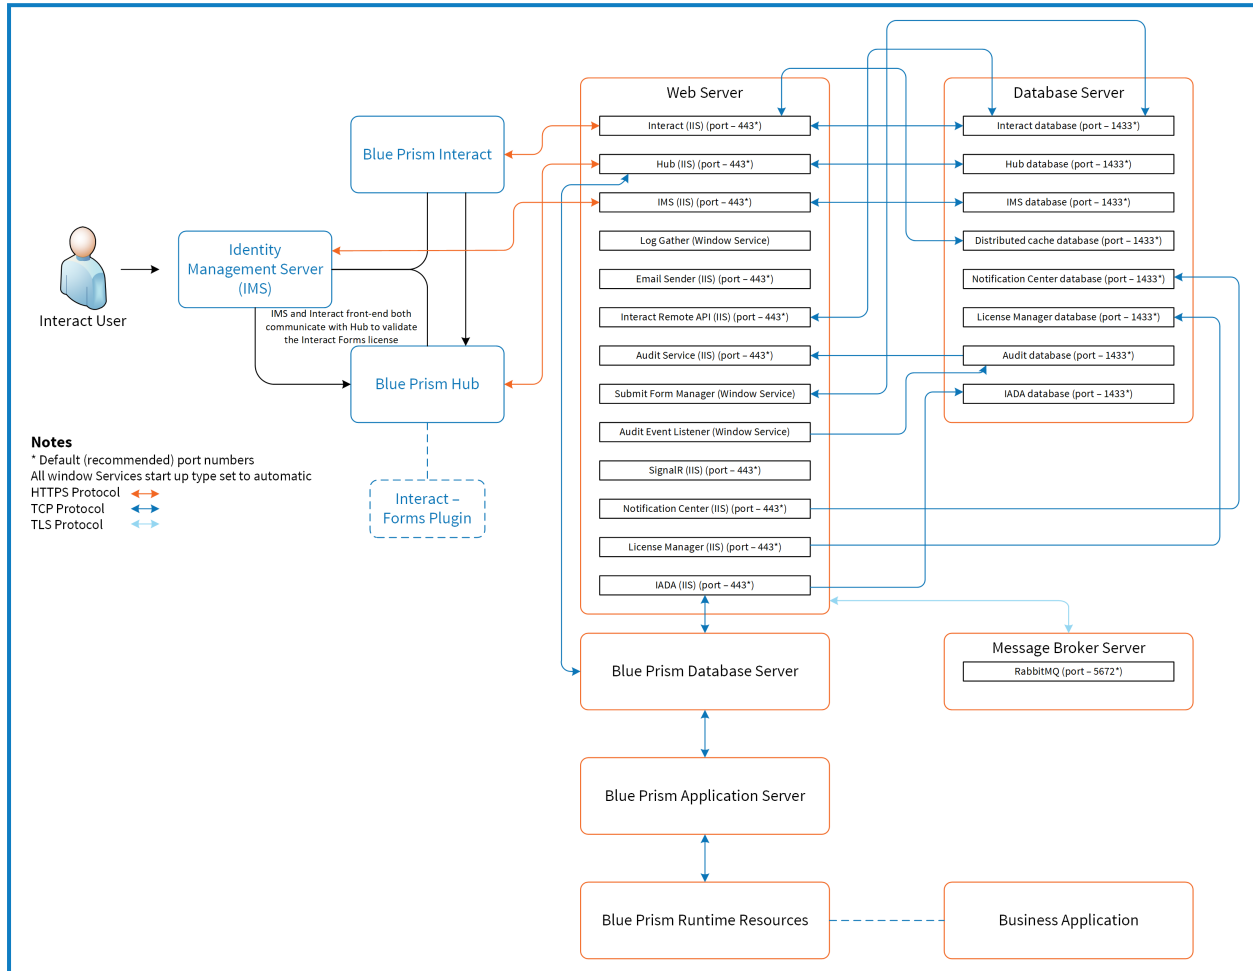 Interact User
Identity
Management Server
(IMS)
Blue Prism Interact
IMS and Interact front-end both
communicate with Hub to validate
the Interact Forms license
Blue Prism Hub
Interact –
Forms Plugin
Notes
* Default (recommended) port numbers
All window Services start up type set to automatic
HTTPS Protocol
TCP Protocol
TLS Protocol
Web Server
Interact (IIS) (port – 443*)
Hub (IIS) (port – 443*)
IMS (IIS) (port – 443*)
Log Gather (Window Service)
Email Sender (IIS) (port – 443*)
Interact Remote API (IIS) (port – 443*)
Audit Service (IIS) (port – 443*)
Submit Form Manager (Window Service)
Audit Event Listener (Window Service)
SignalR (IIS) (port – 443*)
Notification Center (IIS) (port – 443*)
License Manager (IIS) (port – 443*)
IADA (IIS) (port – 443*)
Database Server
Interact database (port – 1433*)
Hub database (port – 1433*)
IMS database (port – 1433*)
Distributed cache database (port – 1433*)
Notification Center database (port – 1433*)
License Manager database (port – 1433*)
Audit database (port – 1433*)
IADA database (port – 1433*)
Blue Prism Database Server
Message Broker Server
RabbitMQ (port – 5672*)
Blue Prism Application Server
Blue Prism Runtime Resources
Business Application